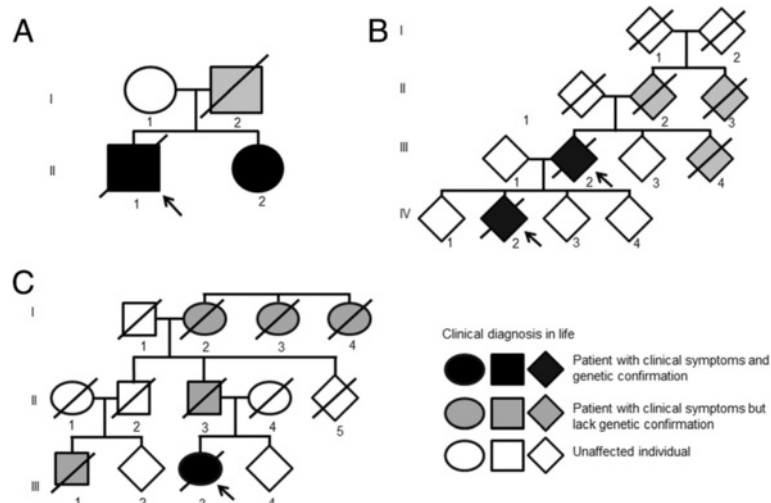 A
I
1
2
II
1
2
B
I
1
2
II
1
2
3
III
1
2
3
4
IV
1
2
3
4
C
I
1
2
3
4
II
1
2
3
4
5
III
1
2
3
4
Clinical diagnosis in life
Patient with clinical symptoms and
genetic confirmation
Patient with clinical symptoms but
lack genetic confirmation
Unaffected individual